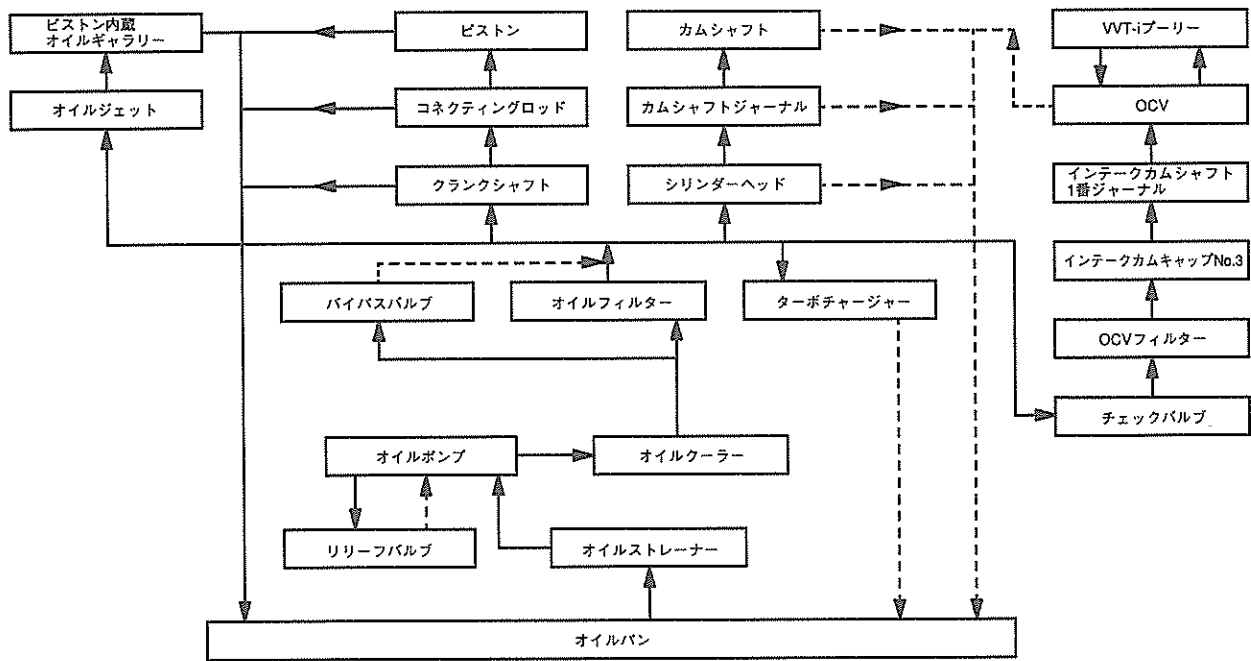 ピストン内蔵
オイルギャラリー
ピストン
カムシャフト
VVT-iプーリー
オイルジェット
コネクティングロッド
カムシャフトジャーナル
OCV
クランクシャフト
シリンダーヘッド
インテークカムシャフト
1番ジャーナル
インテークカムキャップNo.3
バイパスバルブ
オイルフィルター
ターボチャージャー
OCVフィルター
チェックバルブ
オイルポンプ
オイルクーラー
リリーフバルブ
オイルストレーナー
オイルパン